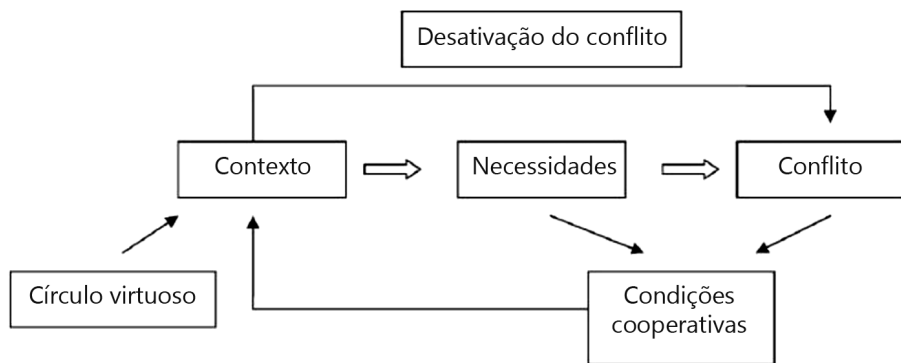 Desativação do conflito
Contexto
Necessidades
Conflito
Círculo virtuoso
Condições
cooperativas